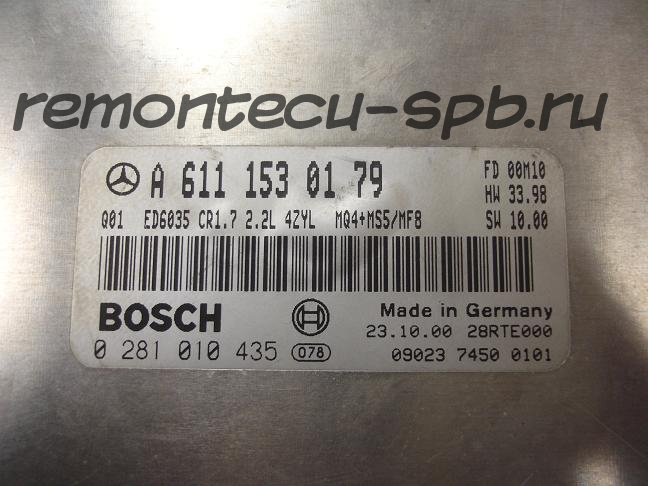 remontecu-spb.ru
A 611 153 01 79
FD 00M10
HW 33.98
Q01 ED6035 CR1.7 2.2L 4ZYL MQ4+MS5/MF8 SW 10.00
BOSCH
Made in Germany
23.10.00 28RTE000
0 281 010 435 078
09023 7450 0101